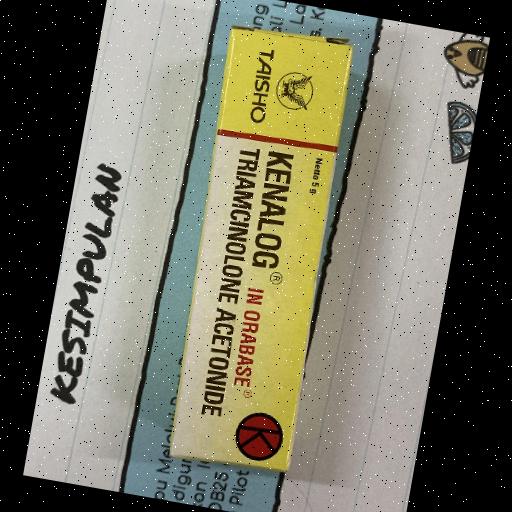 TAISHO
Netto 5 g.
KENALOG®
IN ORABASE®
TRIAMCINOLONE ACETONIDE
K
KESIMPULAN